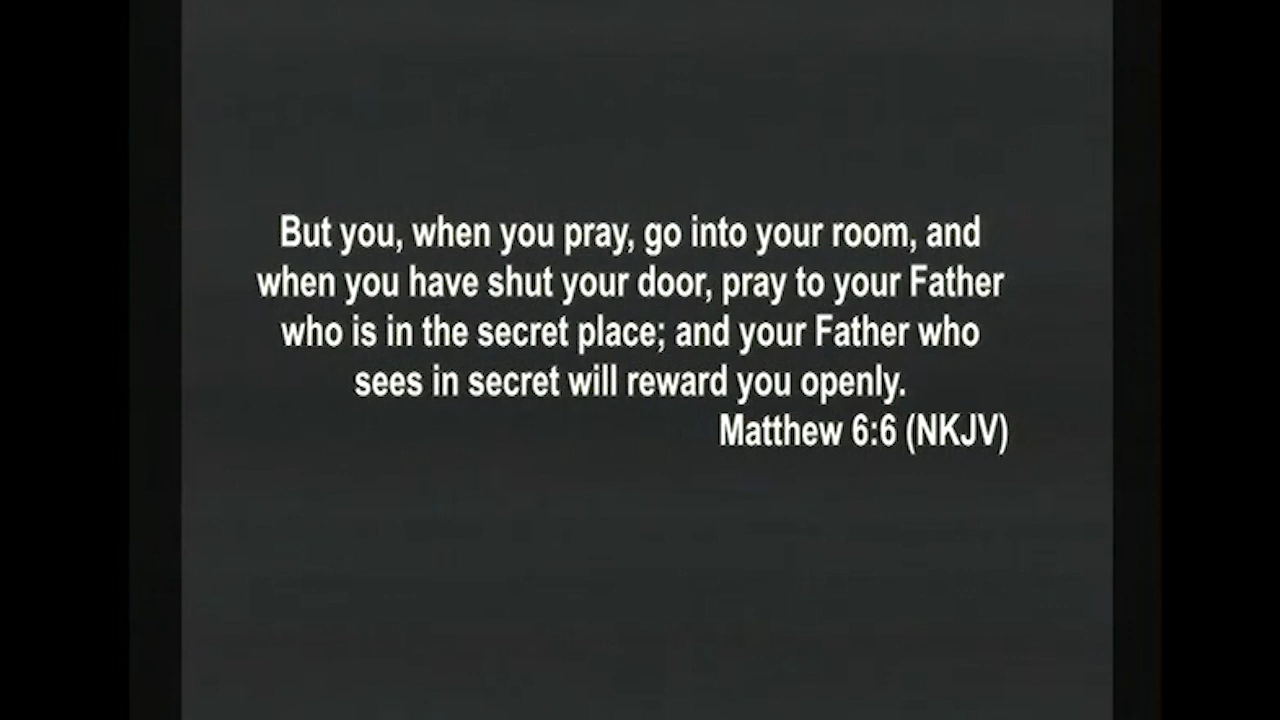 But you, when you pray, go into your room, and
when you have shut your door, pray to your Father
who is in the secret place; and your Father who
sees in secret will reward you openly.
Matthew 6:6 (NKJV)